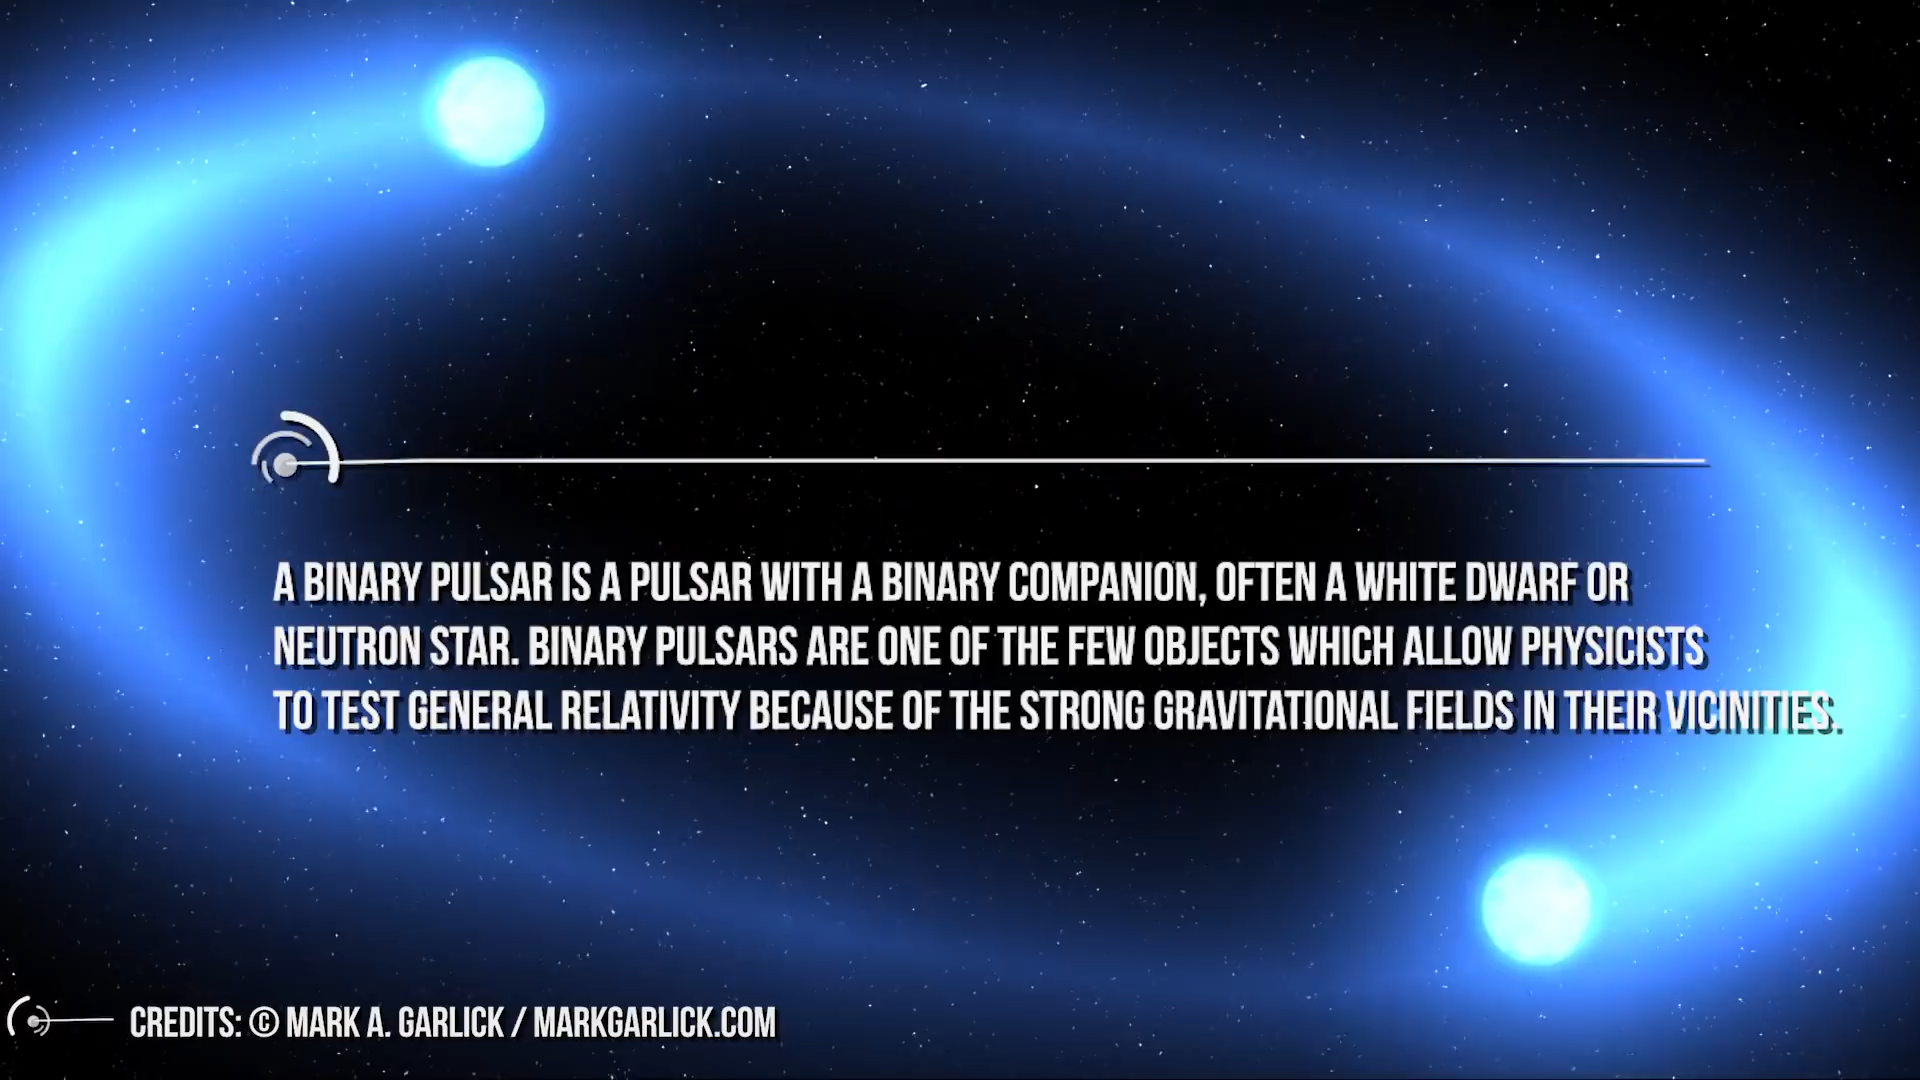 A BINARY PULSAR IS A PULSAR WITH A BINARY COMPANION, OFTEN A WHITE DWARF OR
NEUTRON STAR. BINARY PULSARS ARE ONE OF THE FEW OBJECTS WHICH ALLOW PHYSICISTS
TO TEST GENERAL RELATIVITY BECAUSE OF THE STRONG GRAVITATIONAL FIELDS IN THEIR VICINITIES.
CREDITS: © MARK A. GARLICK / MARKGARLICK.COM